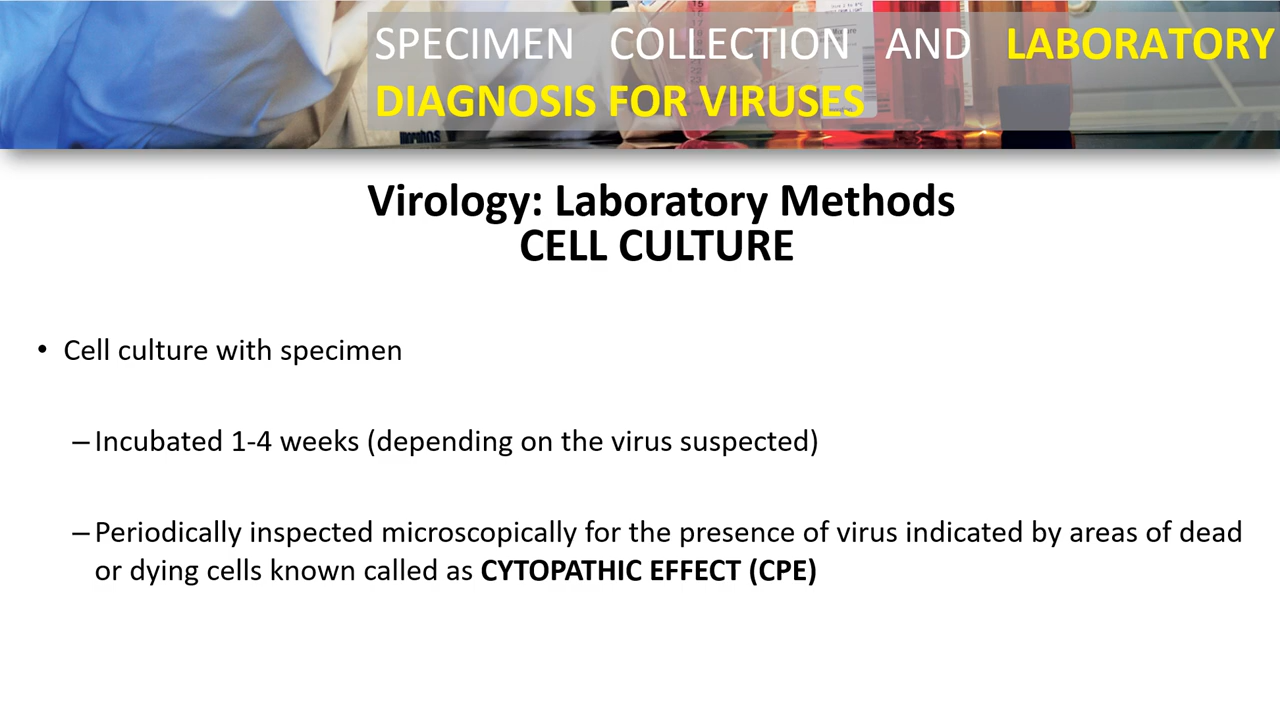 SPECIMEN COLLECTION AND LABORATORY
DIAGNOSIS FOR VIRUSES
Virology: Laboratory Methods
CELL CULTURE
• Cell culture with specimen
– Incubated 1-4 weeks (depending on the virus suspected)
– Periodically inspected microscopically for the presence of virus indicated by areas of dead
or dying cells known called as CYTOPATHIC EFFECT (CPE)